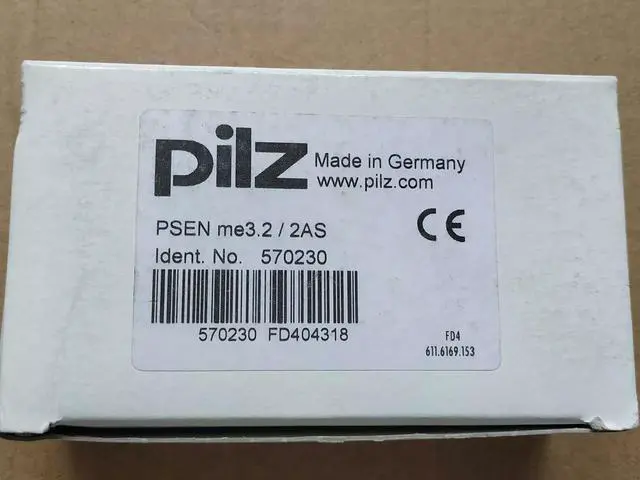 pilz Made in Germany
www.pilz.com
PSEN me3.2 / 2AS
Ident. No. 570230
CE
570230 FD404318
FD4
611.6169.153